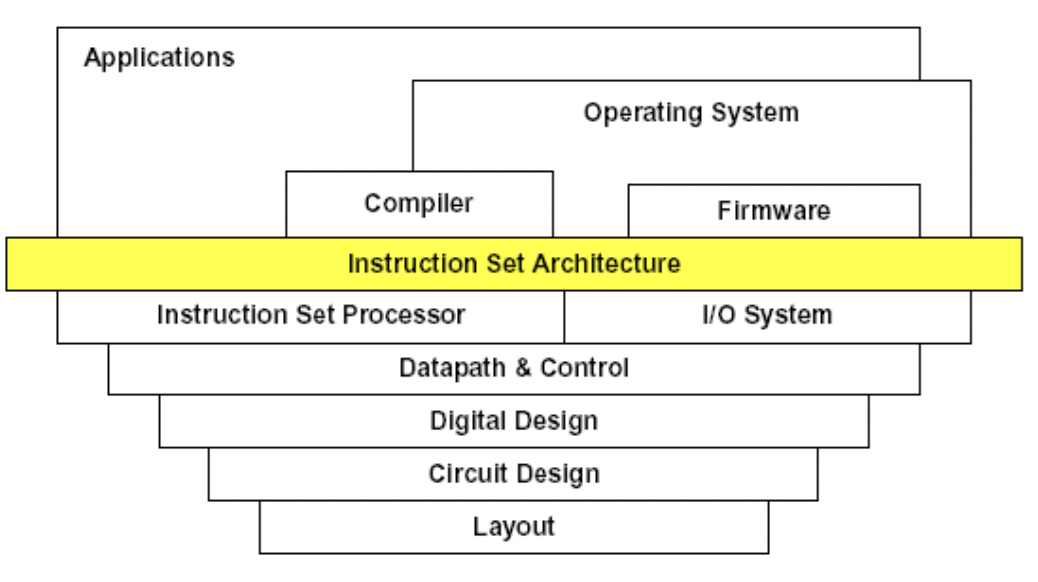 Applications
Operating System
Compiler
Firmware
Instruction Set Architecture
Instruction Set Processor
I/O System
Datapath & Control
Digital Design
Circuit Design
Layout